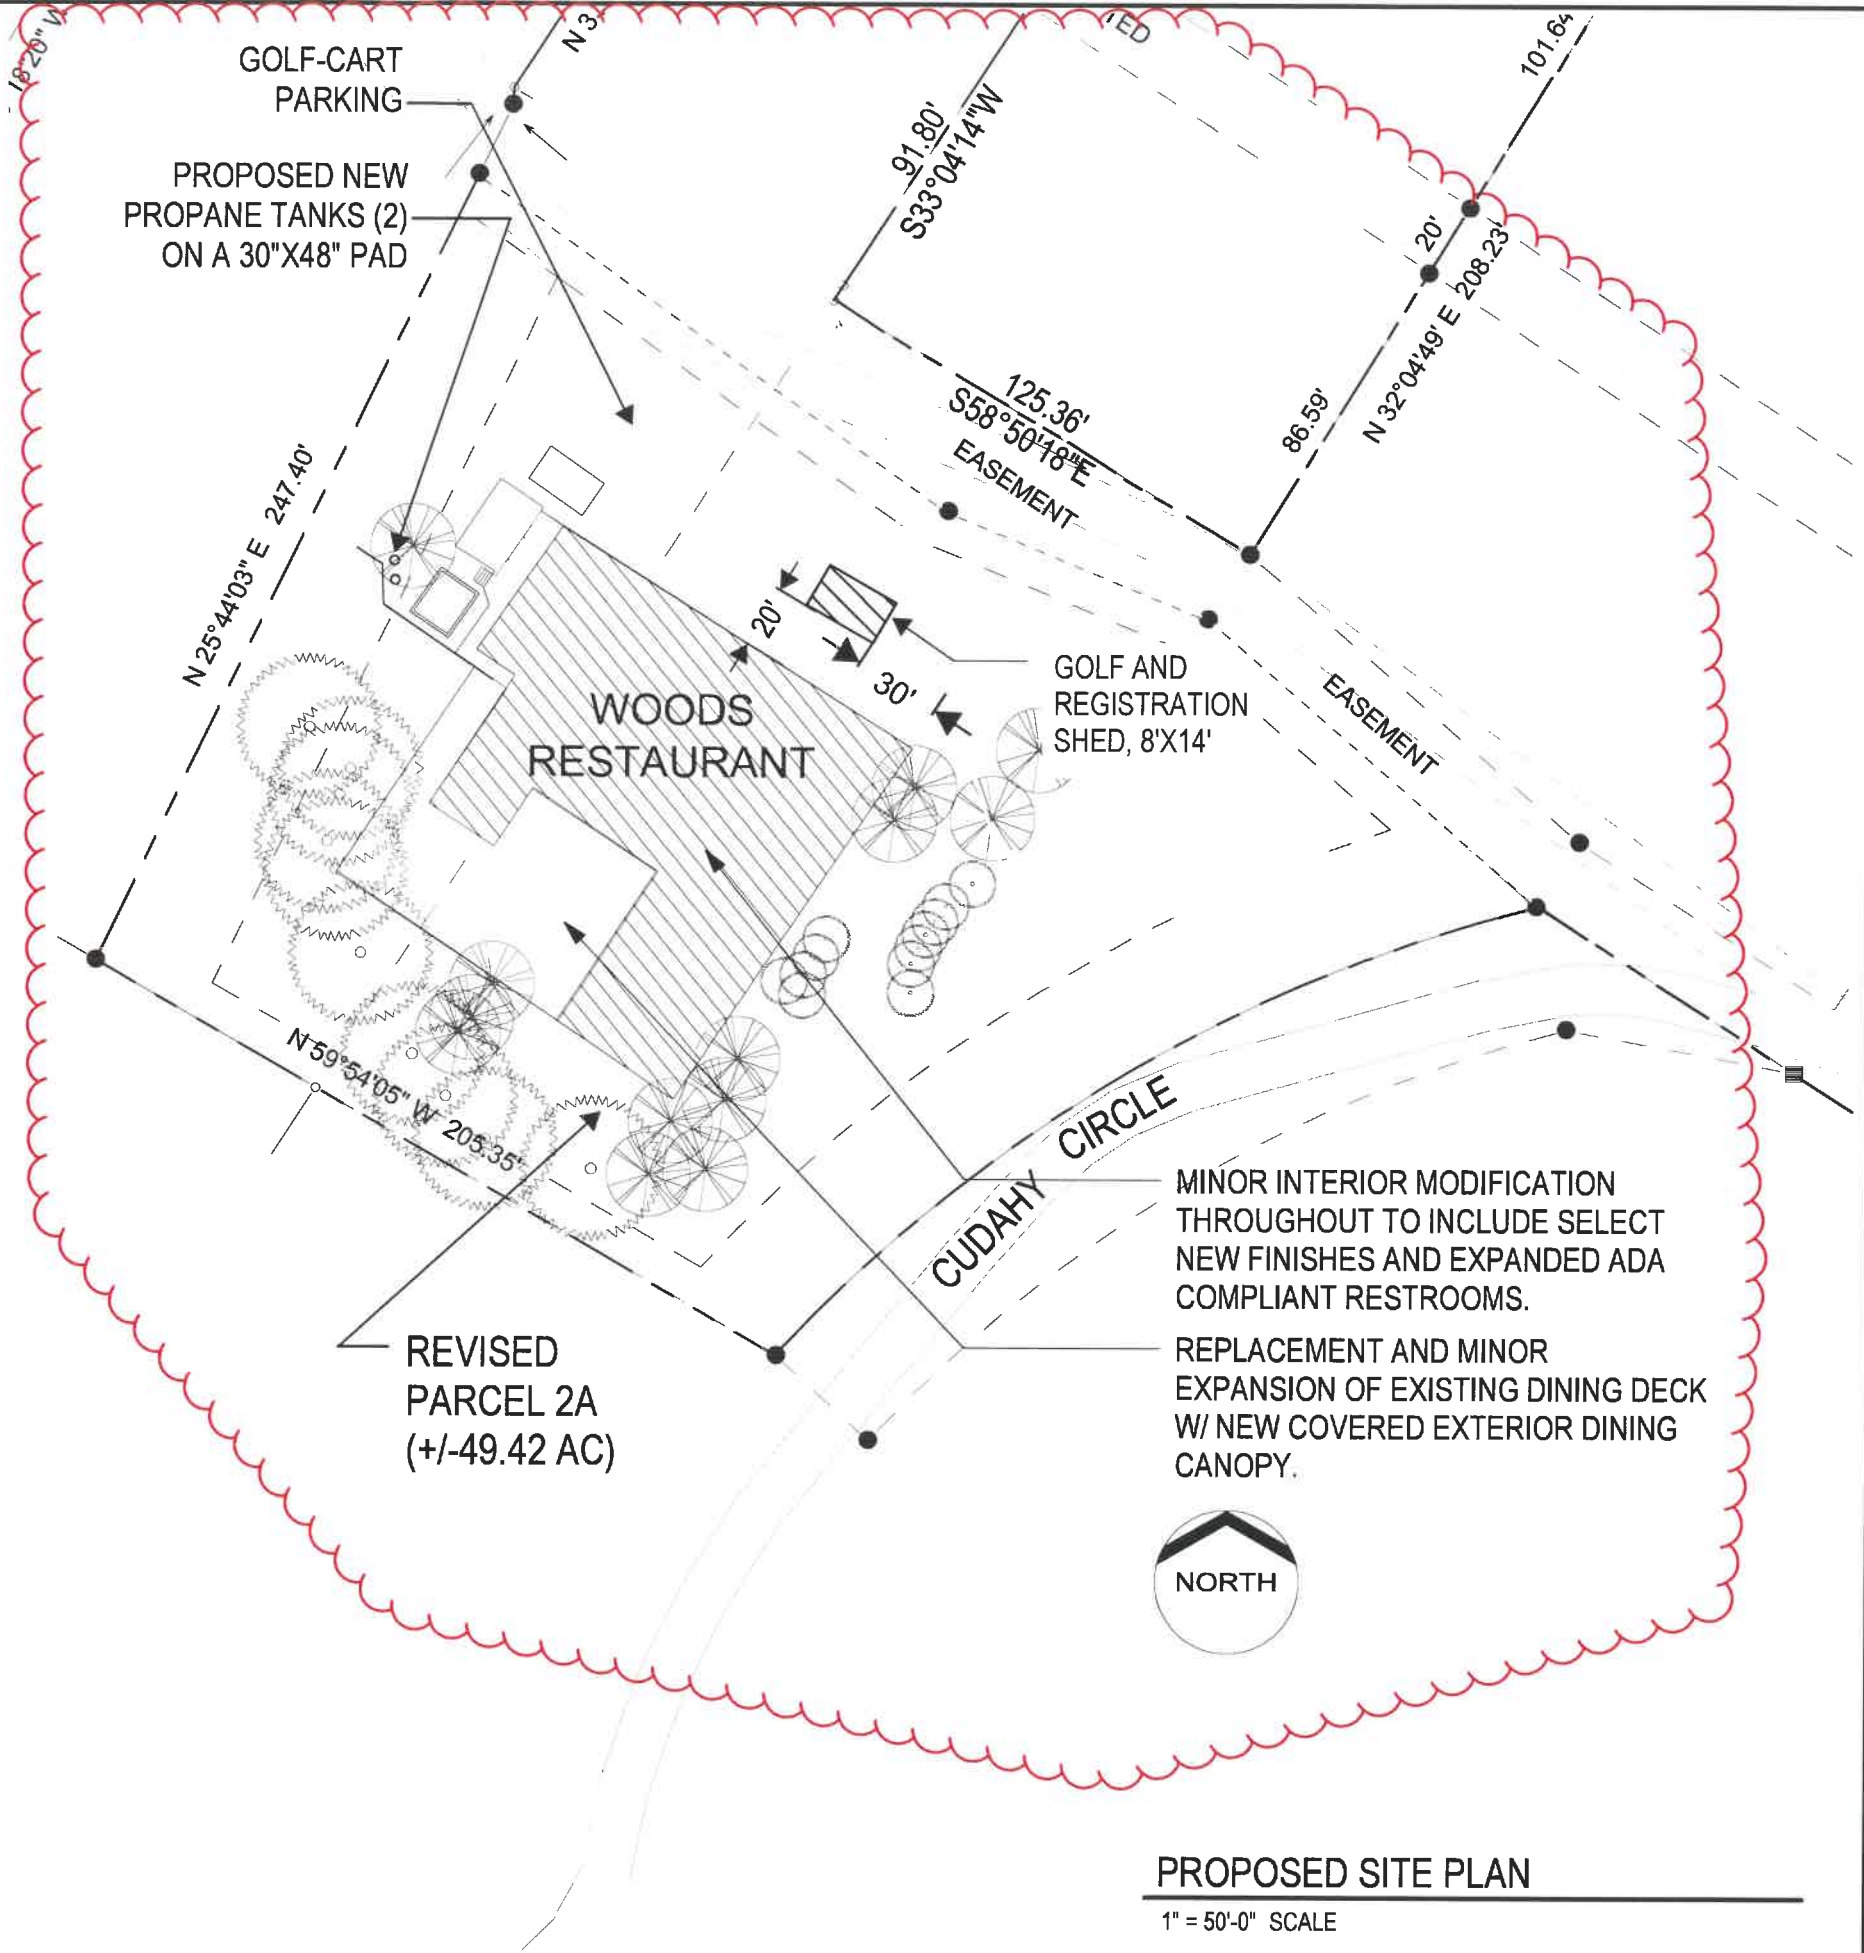 GOLF-CART
PARKING
PROPOSED NEW
PROPANE TANKS (2)
ON A 30"X48" PAD
18'20" W
N 3
91.80'
S33°04'14"W
101.64
20'
N 32°04'49' E 208.23'
86.59'
125.36'
S58°50'18"E
EASEMENT
N 25°44'03" E 247.40'
20'
30'
GOLF AND
REGISTRATION
SHED, 8'X14'
EASEMENT
WOODS
RESTAURANT
N 59°54'05" W 205.35'
CUDAHY CIRCLE
REVISED
PARCEL 2A
(+/-49.42 AC)
MINOR INTERIOR MODIFICATION
THROUGHOUT TO INCLUDE SELECT
NEW FINISHES AND EXPANDED ADA
COMPLIANT RESTROOMS.
REPLACEMENT AND MINOR
EXPANSION OF EXISTING DINING DECK
W/ NEW COVERED EXTERIOR DINING
CANOPY.
NORTH
PROPOSED SITE PLAN
1" = 50'-0" SCALE